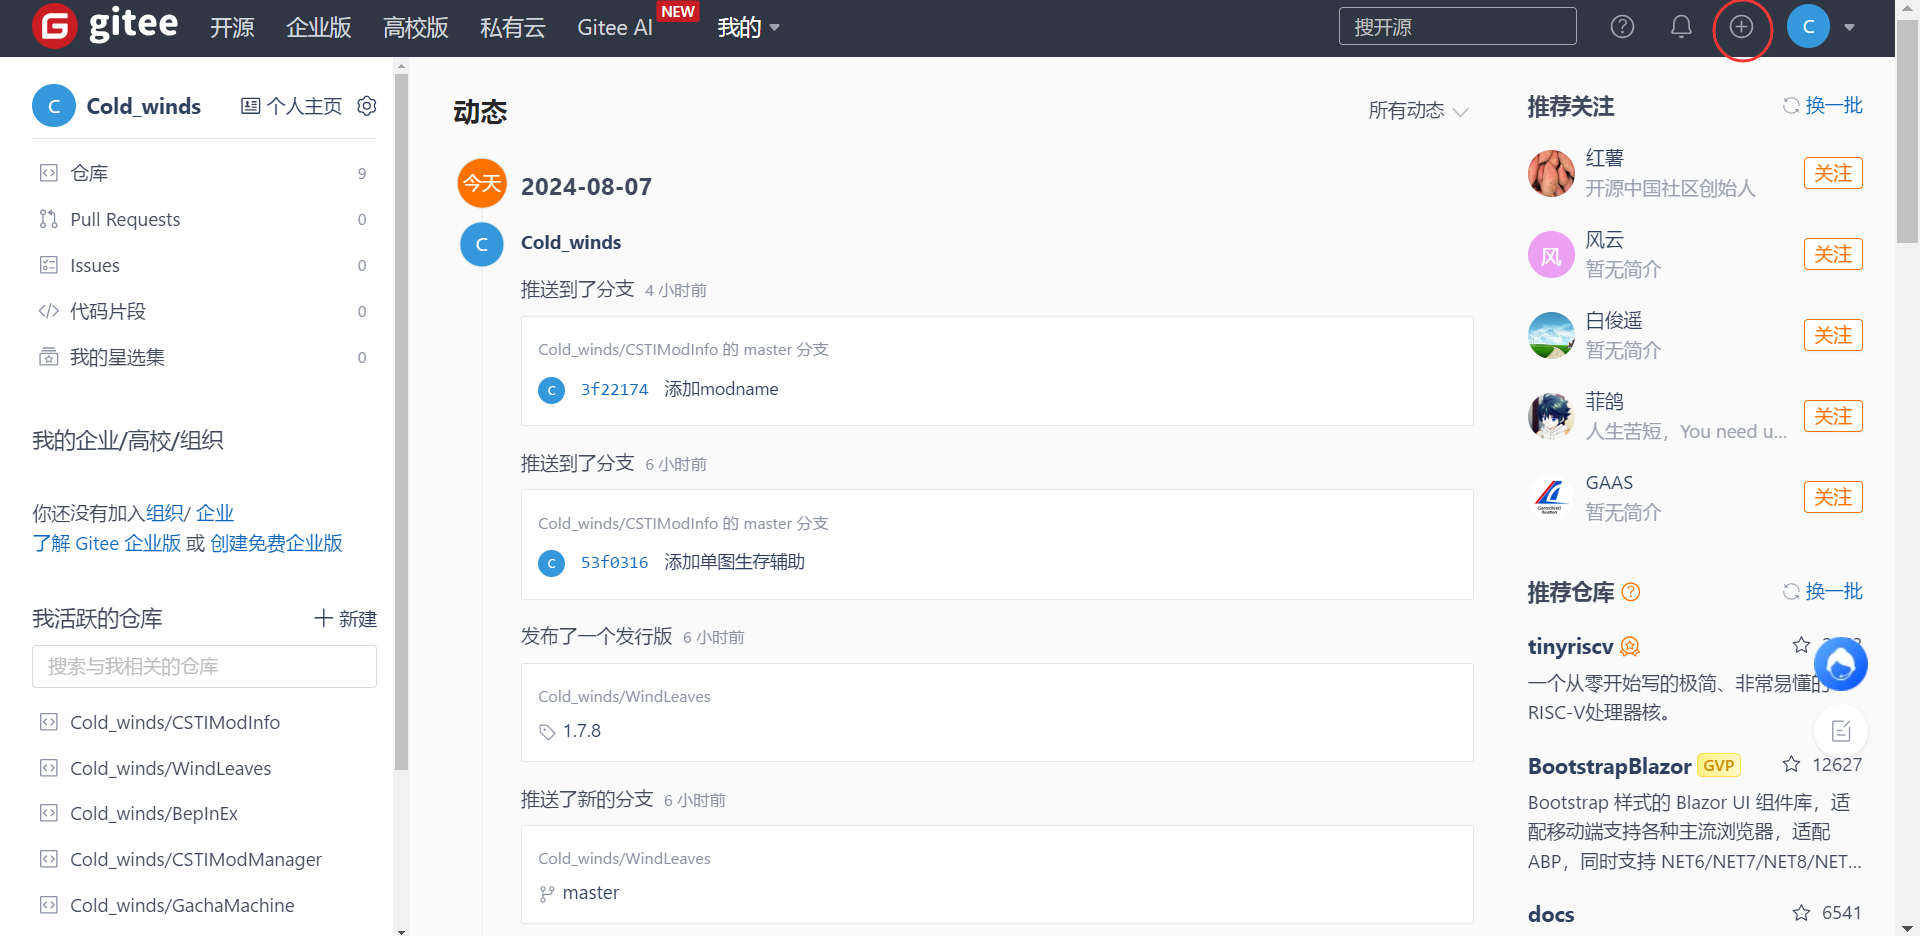 gitee 开源 企业版 高校版 私有云 Gitee AI NEW 我的 搜开源 C
C Cold_winds 个人主页
仓库 9
Pull Requests 0
Issues 0
代码片段 0
我的星选集 0
我的企业/高校/组织
你还没有加入组织/ 企业
了解 Gitee 企业版 或 创建免费企业版
我活跃的仓库 新建
搜索与我相关的仓库
Cold_winds/CSTIModInfo
Cold_winds/WindLeaves
Cold_winds/BepInEx
Cold_winds/CSTIModManager
Cold_winds/GachaMachine
动态 所有动态
今天 2024-08-07
C Cold_winds
推送到了分支 4 小时前
Cold_winds/CSTIModInfo 的 master 分支
C 3f22174 添加modname
推送到了分支 6 小时前
Cold_winds/CSTIModInfo 的 master 分支
C 53f0316 添加单图生存辅助
发布了一个发行版 6 小时前
Cold_winds/WindLeaves
1.7.8
推送了新的分支 6 小时前
Cold_winds/WindLeaves
master
推荐关注 换一批
红薯
开源中国社区创始人
关注
风
风云
暂无简介
关注
白俊遥
暂无简介
关注
菲鸽
人生苦短，You need u...
关注
GAAS
暂无简介
关注
推荐仓库 换一批
tinyriscv
一个从零开始写的极简、非常易懂的
RISC-V处理器核。
BootstrapBlazor GVP 12627
Bootstrap 样式的 Blazor UI 组件库，适
配移动端支持各种主流浏览器，适配
ABP，同时支持 NET6/NET7/NET8/NET...
docs 6541